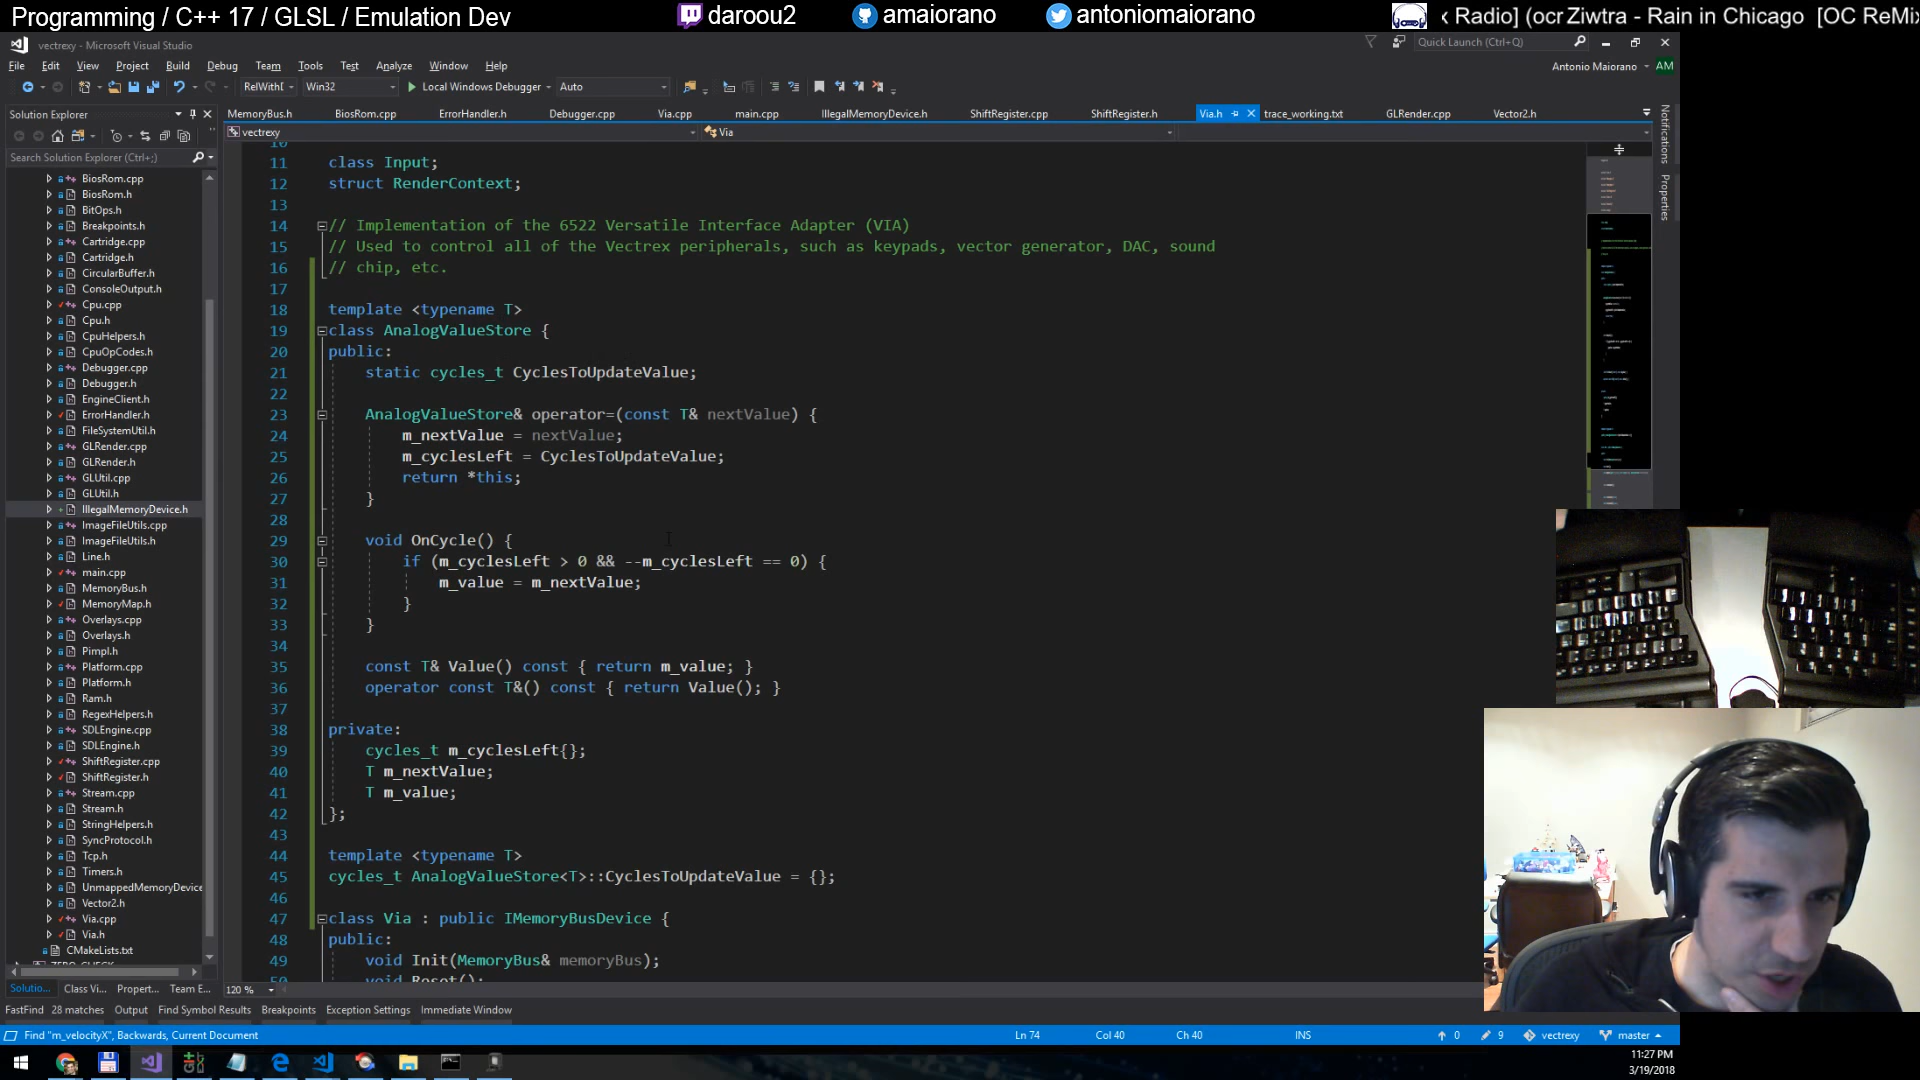 Programming / C++ 17 / GLSL / Emulation Dev
daroou2
amaiorano
antoniomaiorano
x Radio] (ocr Ziwtra - Rain in Chicago [OC ReMix
vectrexy - Microsoft Visual Studio
Quick Launch (Ctrl+Q)
File Edit View Project Build Debug Team Tools Test Analyze Window Help
Antonio Maiorano AM
RelWithD Win32 Local Windows Debugger Auto
Solution Explorer
MemoryBus.h BiosRom.cpp ErrorHandler.h Debugger.cpp Via.cpp main.cpp IllegalMemoryDevice.h ShiftRegister.cpp ShiftRegister.h Via.h trace_working.txt GLRender.cpp Vector2.h
vectrexy Via
Search Solution Explorer (Ctrl+;)
BiosRom.cpp
BiosRom.h
BitOps.h
Breakpoints.h
Cartridge.cpp
Cartridge.h
CircularBuffer.h
ConsoleOutput.h
Cpu.cpp
Cpu.h
CpuHelpers.h
CpuOpCodes.h
Debugger.cpp
Debugger.h
EngineClient.h
ErrorHandler.h
FileSystemUtil.h
GLRender.cpp
GLRender.h
GLUtil.cpp
GLUtil.h
IllegalMemoryDevice.h
ImageFileUtils.cpp
ImageFileUtils.h
Line.h
main.cpp
MemoryBus.h
MemoryMap.h
Overlays.cpp
Overlays.h
Pimpl.h
Platform.cpp
Platform.h
Ram.h
RegexHelpers.h
SDLEngine.cpp
SDLEngine.h
ShiftRegister.cpp
ShiftRegister.h
Stream.cpp
Stream.h
StringHelpers.h
SyncProtocol.h
Tcp.h
Timers.h
UnmappedMemoryDevice
Vector2.h
Via.cpp
Via.h
CMakeLists.txt
ZERO_CHECK
10
11 class Input;
12 struct RenderContext;
13
14 // Implementation of the 6522 Versatile Interface Adapter (VIA)
15 // Used to control all of the Vectrex peripherals, such as keypads, vector generator, DAC, sound
16 // chip, etc.
17
18 template <typename T>
19 class AnalogValueStore {
20 public:
21 static cycles_t CyclesToUpdateValue;
22
23 AnalogValueStore& operator=(const T& nextValue) {
24 m_nextValue = nextValue;
25 m_cyclesLeft = CyclesToUpdateValue;
26 return *this;
27 }
28
29 void OnCycle() {
30 if (m_cyclesLeft > 0 && --m_cyclesLeft == 0) {
31 m_value = m_nextValue;
32 }
33 }
34
35 const T& Value() const { return m_value; }
36 operator const T&() const { return Value(); }
37
38 private:
39 cycles_t m_cyclesLeft{};
40 T m_nextValue;
41 T m_value;
42 };
43
44 template <typename T>
45 cycles_t AnalogValueStore<T>::CyclesToUpdateValue = {};
46
47 class Via : public IMemoryBusDevice {
48 public:
49 void Init(MemoryBus& memoryBus);
50 void Reset();
Notifications
Properties
Solutio... Class Vi... Propert... Team E...
120 %
FastFind 28 matches Output Find Symbol Results Breakpoints Exception Settings Immediate Window
Find "m_velocityX", Backwards, Current Document Ln 74 Col 40 Ch 40 INS 0 9 vectrexy master
11:27 PM
3/19/2018